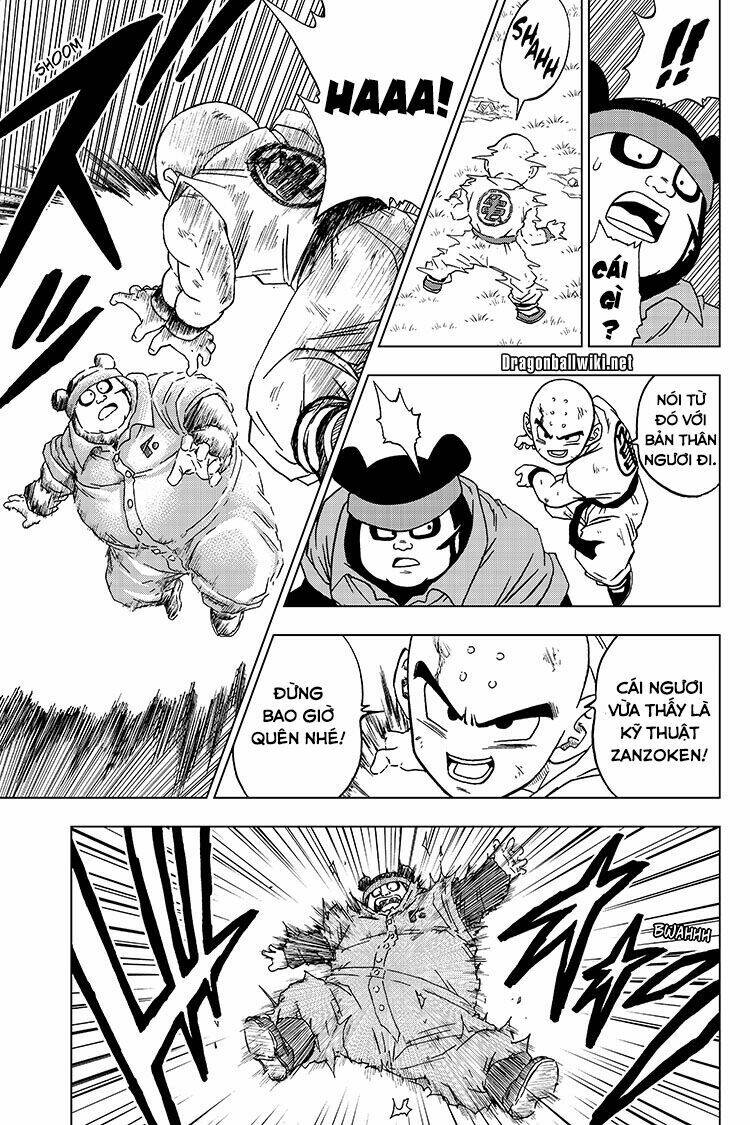 !!
CÁI
GÌ
?
SHAHH
HAAA!
SHOOM
Dragonballwiki.net
NÓI TỪ
ĐÓ VỚI
BẢN THÂN
NGƯƠI ĐI.
CÁI NGƯƠI
VỪA THẤY LÀ
KỸ THUẬT
ZANZOKEN!
ĐỪNG
BAO GIỜ
QUÊN NHÉ!
BWAHHH